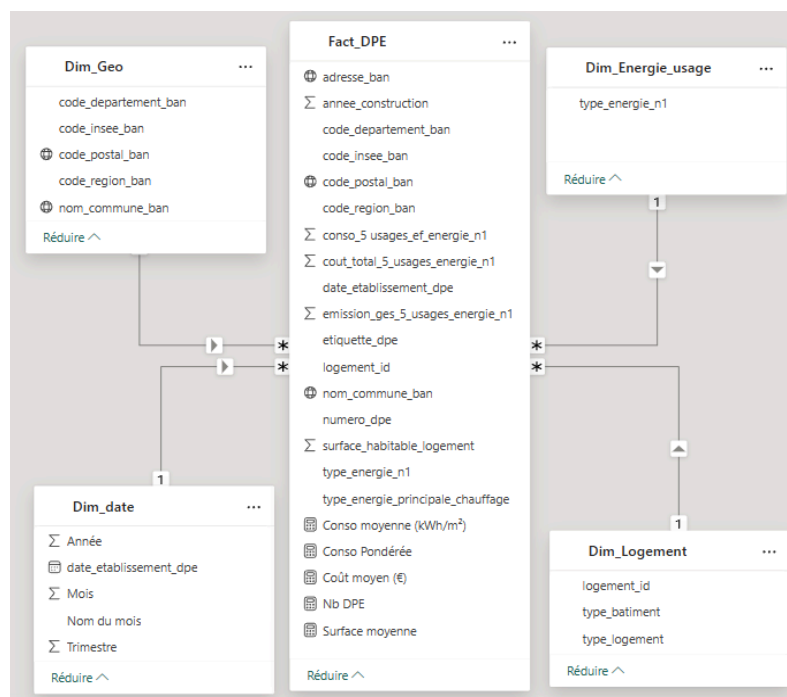 Dim_Geo
...
code_departement_ban
code_insee_ban
code_postal_ban
code_region_ban
nom_commune_ban
Réduire
Fact_DPE
...
adresse_ban
annee_construction
code_departement_ban
code_insee_ban
code_postal_ban
code_region_ban
conso_5 usages_ef_energie_n1
cout_total_5_usages_energie_n1
date_etablissement_dpe
emission_ges_5_usages_energie_n1
etiquette_dpe
logement_id
nom_commune_ban
numero_dpe
surface_habitable_logement
type_energie_n1
type_energie_principale_chauffage
Conso moyenne (kWh/m²)
Conso Pondérée
Coût moyen (€)
Nb DPE
Surface moyenne
Réduire
Dim_Energie_usage
...
type_energie_n1
Réduire
1
*
*
*
*
1
Dim_date
...
Année
date_etablissement_dpe
Mois
Nom du mois
Trimestre
Réduire
1
Dim_Logement
...
logement_id
type_batiment
type_logement
Réduire